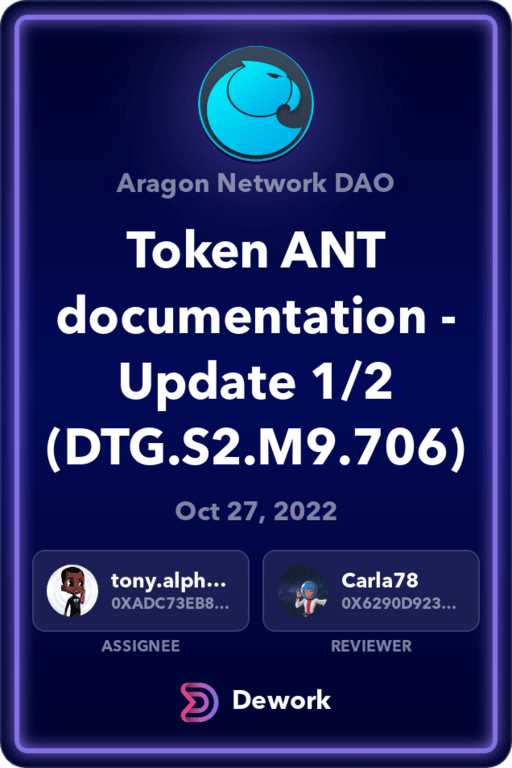 Aragon Network DAO
Token ANT
documentation -
Update 1/2
(DTG.S2.M9.706)
Oct 27, 2022
tony.alph...
0XADC73EB8...
Carla78
0X6290D923...
ASSIGNEE
REVIEWER
Dework